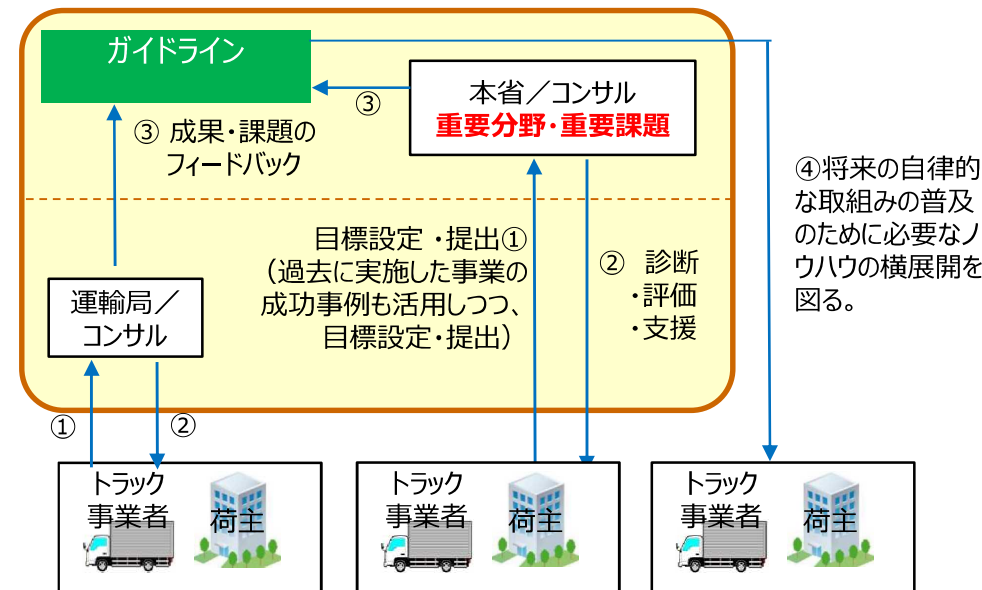 ガイドライン
本省／コンサル
重要分野・重要課題
③
③ 成果・課題の
フィードバック
④将来の自律的
な取組みの普及
のために必要なノ
ウハウの横展開を
図る。
目標設定 ・提出①
（過去に実施した事業の
成功事例も活用しつつ、
目標設定・提出）
② 診断
・評価
・支援
運輸局／
コンサル
①
②
トラック
事業者
荷主
トラック
事業者
荷主
トラック
事業者
荷主